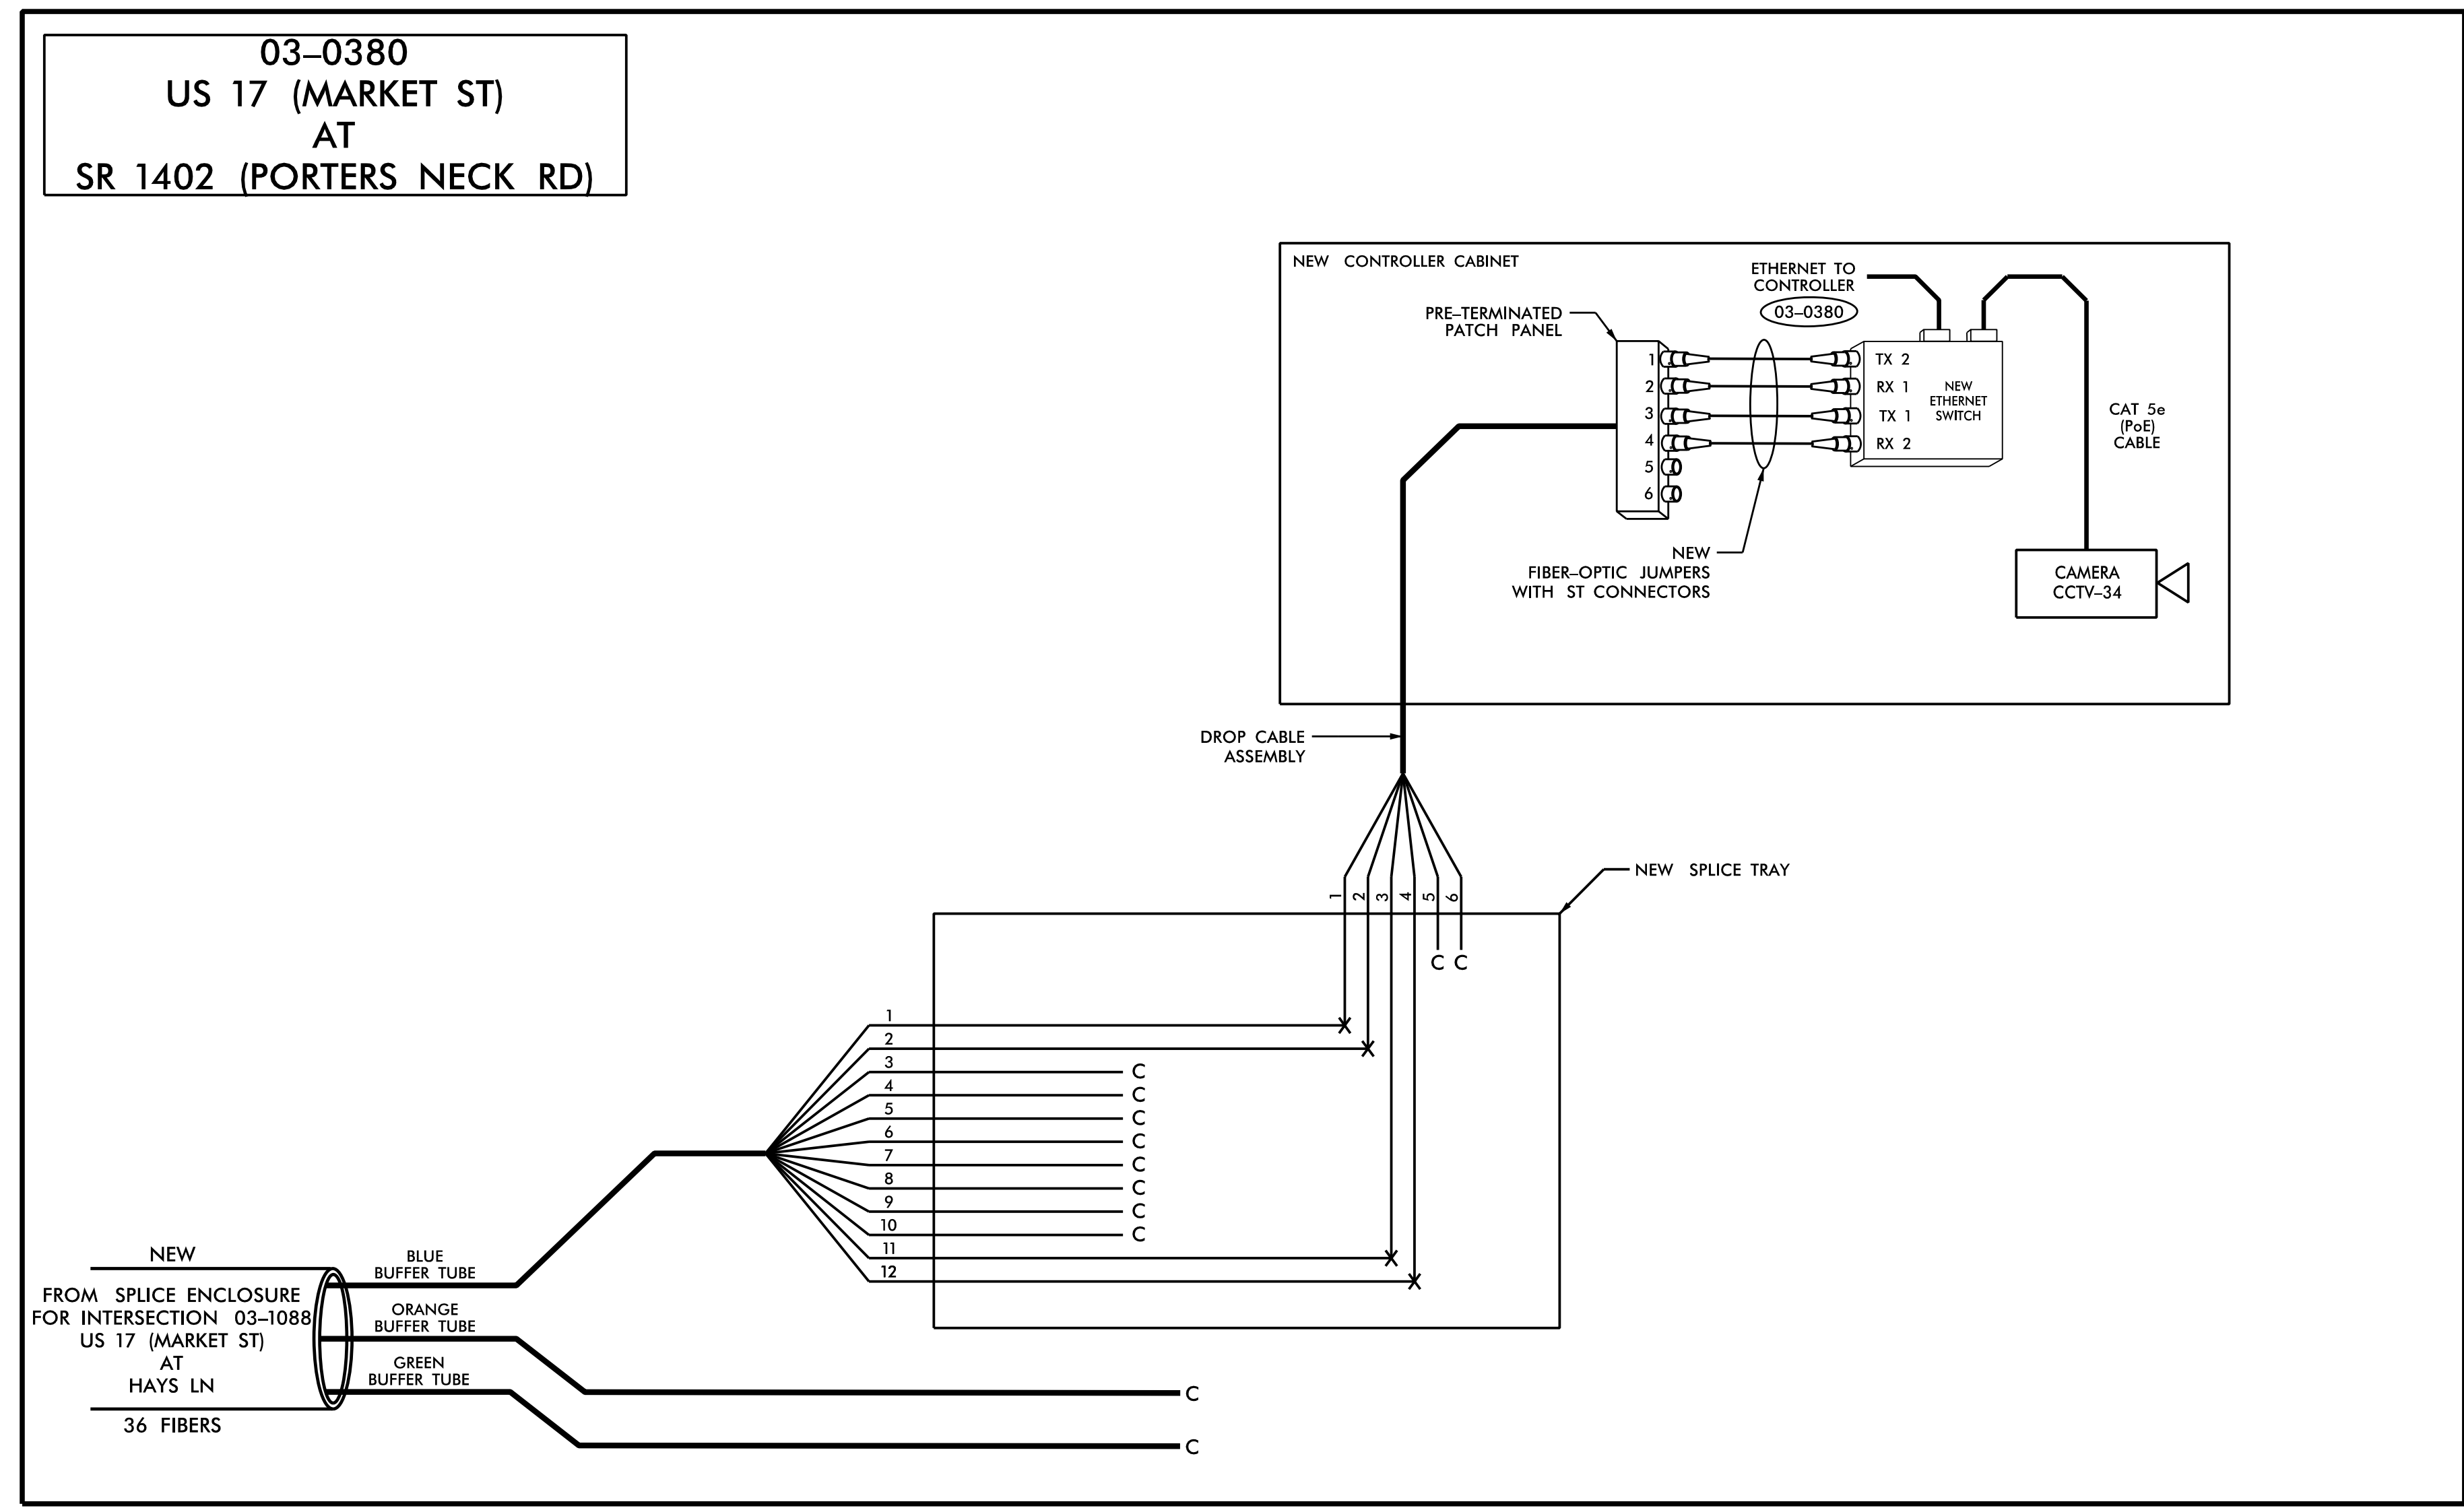 03–0380
US 17 (MARKET ST)
AT
SR 1402 (PORTERS NECK RD)
NEW CONTROLLER CABINET
ETHERNET TO
CONTROLLER
03–0380
PRE–TERMINATED
PATCH PANEL
1
2
3
4
5
6
TX 2
RX 1
TX 1
RX 2
NEW
ETHERNET
SWITCH
CAT 5e
(PoE)
CABLE
NEW
FIBER–OPTIC JUMPERS
WITH ST CONNECTORS
CAMERA
CCTV–34
DROP CABLE
ASSEMBLY
NEW SPLICE TRAY
1
2
3
4
5
6
C C
1
2
3
C
4
C
5
C
6
C
7
C
8
C
9
C
10
C
11
12
NEW
FROM SPLICE ENCLOSURE
FOR INTERSECTION 03–1088
US 17 (MARKET ST)
AT
HAYS LN
36 FIBERS
BLUE
BUFFER TUBE
ORANGE
BUFFER TUBE
GREEN
BUFFER TUBE
C
C